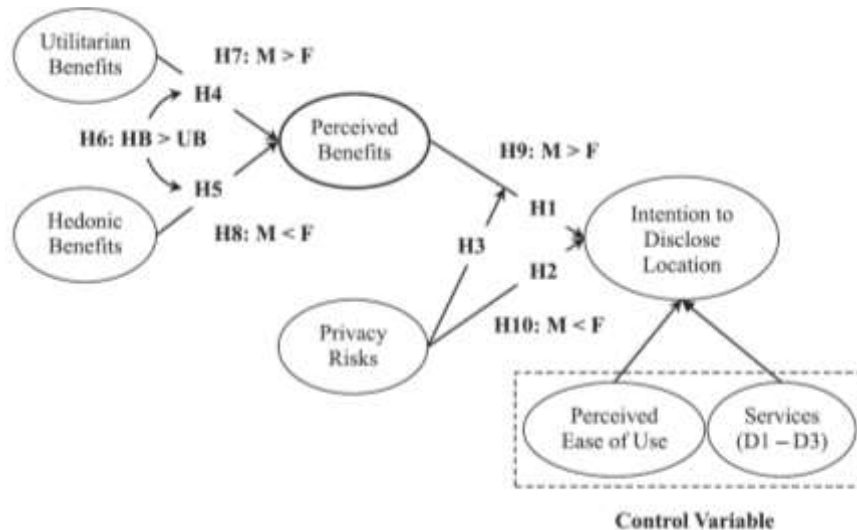 Utilitarian
Benefits
H7: M > F
H4
H6: HB > UB
Perceived
Benefits
H5
Hedonic
Benefits
H8: M < F
H9: M > F
H1
H3
H2
Intention to
Disclose
Location
Privacy
Risks
H10: M < F
Perceived
Ease of Use
Services
(D1 – D3)
Control Variable